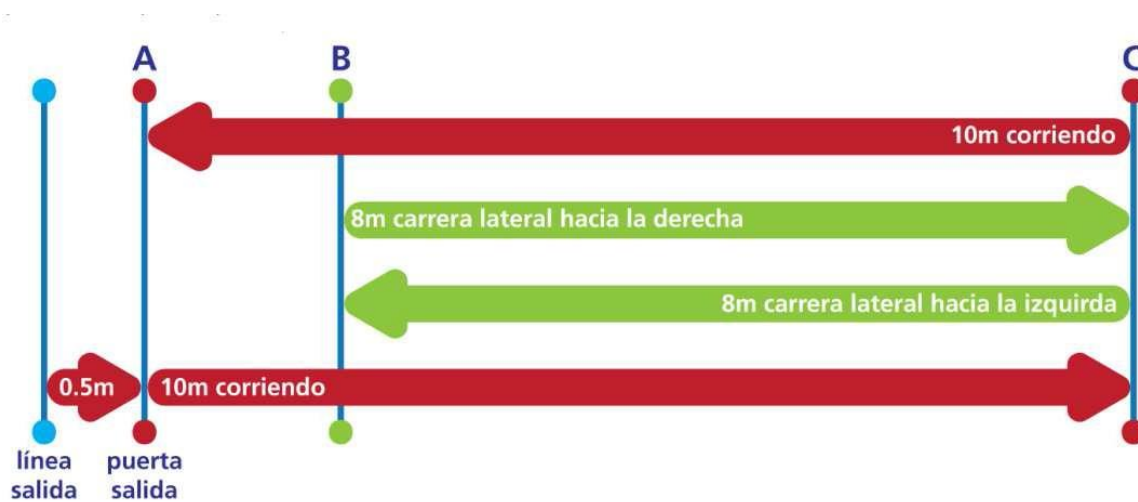 A B C
10m corriendo
8m carrera lateral hacia la derecha
8m carrera lateral hacia la izquirda
0.5m 10m corriendo
línea puerta
salida salida